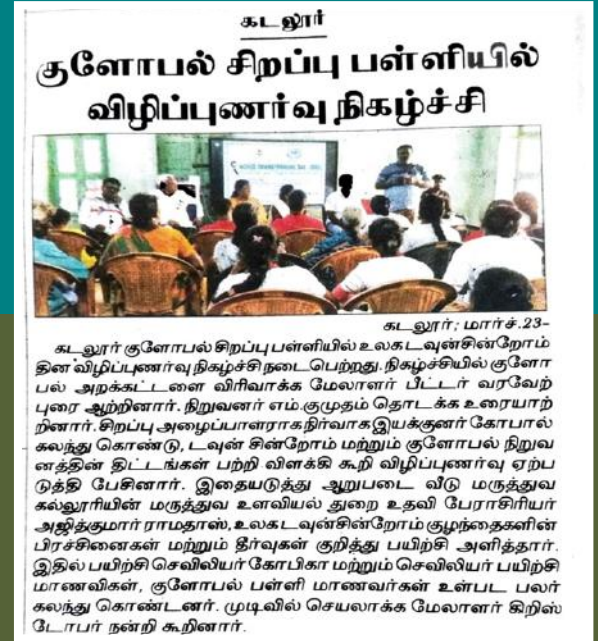 கடலூர்
குளோபல் சிறப்பு பள்ளியில்
விழிப்புணர்வு நிகழ்ச்சி
கடலூர்; மார்ச்.23-
கடலூர் குளோபல் சிறப்பு பள்ளியில் உலக டவுன்சின்றோம்
தின விழிப்புணர்வு நிகழ்ச்சி நடைபெற்றது. நிகழ்ச்சியில் குளோ
பல் அறக்கட்டளை விரிவாக்க மேலாளர் பீட்டர் வரவேற்
புரை ஆற்றினார். நிறுவனர் எம்.குமுதம் தொடக்க உரையாற்
றினார். சிறப்பு அழைப்பாளராக நிர்வாக இயக்குனர் கோபால்
கலந்து கொண்டு, டவுன் சின்றோம் மற்றும் குளோபல் நிறுவ
னத்தின் திட்டங்கள் பற்றி விளக்கி கூறி விழிப்புணர்வு ஏற்ப
டுத்தி பேசினார். இதையடுத்து ஆறுபடை வீடு மருத்துவ
கல்லூரியின் மருத்துவ உளவியல் துறை உதவி பேராசிரியர்
அஜித்குமார் ராமதாஸ், உலக டவுன்சின்றோம் குழந்தைகளின்
பிரச்சினைகள் மற்றும் தீர்வுகள் குறித்து பயிற்சி அளித்தார்.
இதில் பயிற்சி செவிலியர் கோபிகா மற்றும் செவிலியர் பயிற்சி
மாணவிகள், குளோபல் பள்ளி மாணவர்கள் உள்பட பலர்
கலந்து கொண்டனர். முடிவில் செயலாக்க மேலாளர் கிறிஸ்
டோபர் நன்றி கூறினார்.